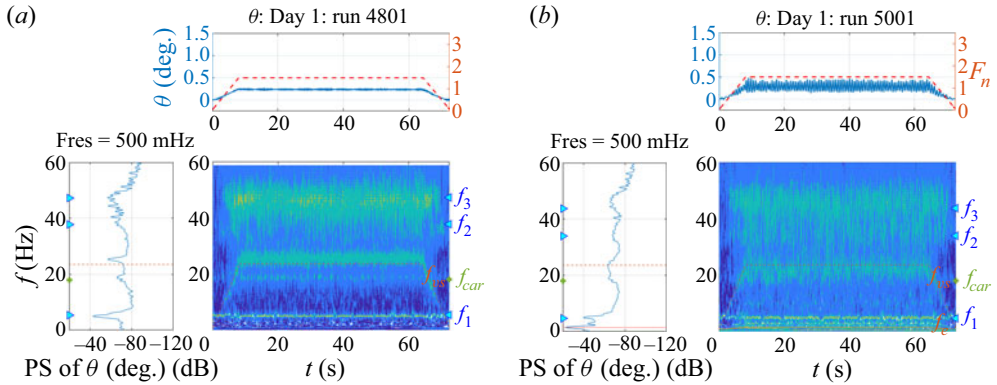 (a)
θ: Day 1: run 4801
1.5
1.0
0.5
0
θ (deg.)
3
2
1
0
0 20 40 60
Fres = 500 mHz
60
40
20
0
f (Hz)
−40 −80 −120
PS of θ (deg.) (dB)
60
40
20
0
f3
f2
fvs
fcar
f1
0 20 40 60
t (s)
(b)
θ: Day 1: run 5001
1.5
1.0
0.5
0
3
2
1
0
Fn
0 20 40 60
Fres = 500 mHz
60
40
20
0
−40 −80 −120
PS of θ (deg.) (dB)
60
40
20
0
f3
f2
fvs
fcar
f1
fe
0 20 40 60
t (s)